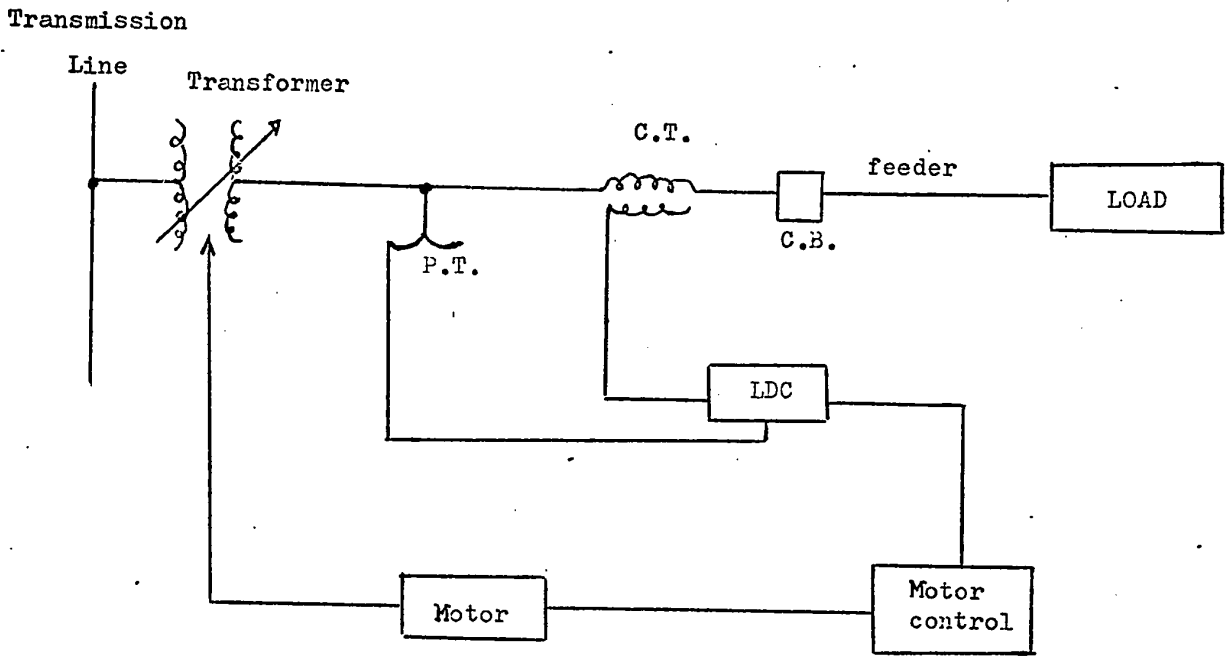 Transmission
Line
Transformer
C.T.
feeder
LOAD
C.B.
P.T.
LDC
Motor
Motor
control